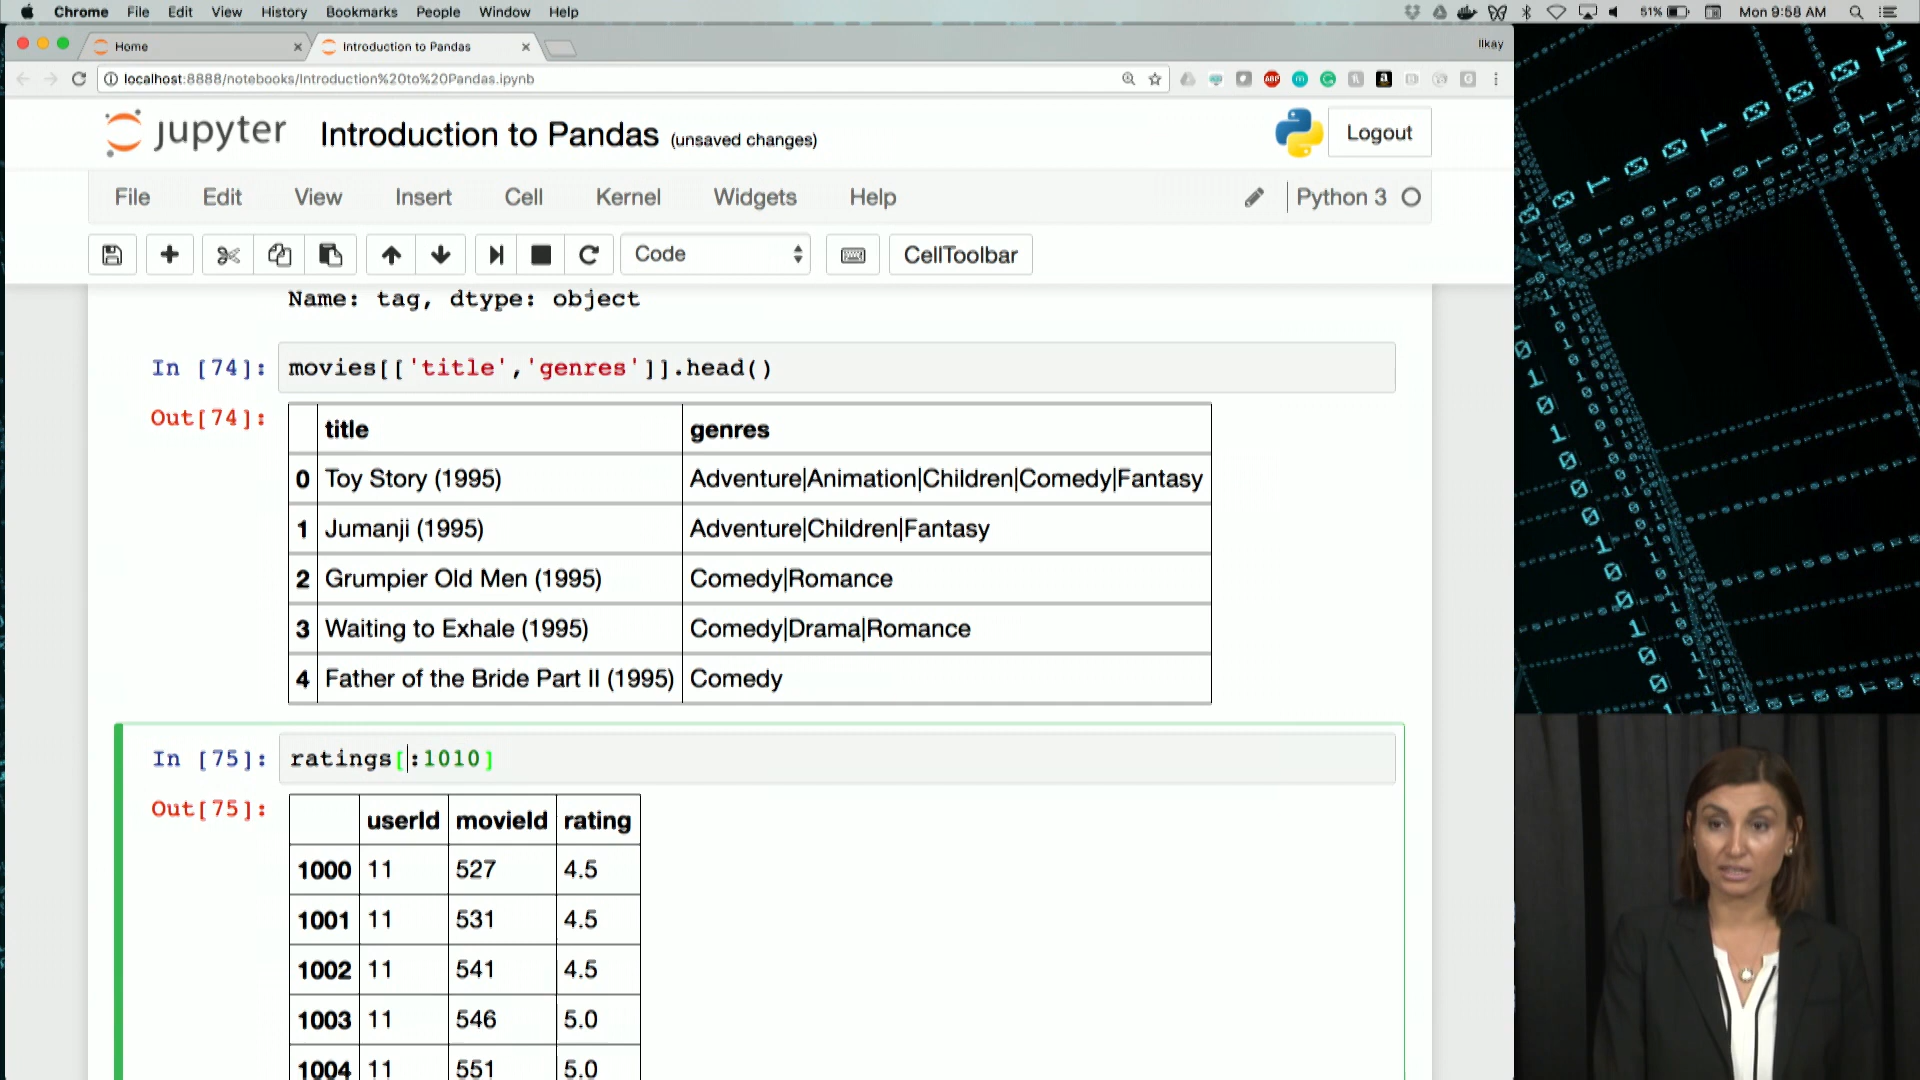 Chrome File Edit View History Bookmarks People Window Help 51% Mon 9:58 AM
Home Introduction to Pandas Ilkay
localhost:8888/notebooks/Introduction%20to%20Pandas.ipynb
jupyter Introduction to Pandas (unsaved changes) Logout
File Edit View Insert Cell Kernel Widgets Help Python 3
Code CellToolbar
Name: tag, dtype: object
In [74]: movies[['title','genres']].head()
Out[74]:
title genres
0 Toy Story (1995) Adventure|Animation|Children|Comedy|Fantasy
1 Jumanji (1995) Adventure|Children|Fantasy
2 Grumpier Old Men (1995) Comedy|Romance
3 Waiting to Exhale (1995) Comedy|Drama|Romance
4 Father of the Bride Part II (1995) Comedy
In [75]: ratings[:1010]
Out[75]:
userId movieId rating
1000 11 527 4.5
1001 11 531 4.5
1002 11 541 4.5
1003 11 546 5.0
1004 11 551 5.0